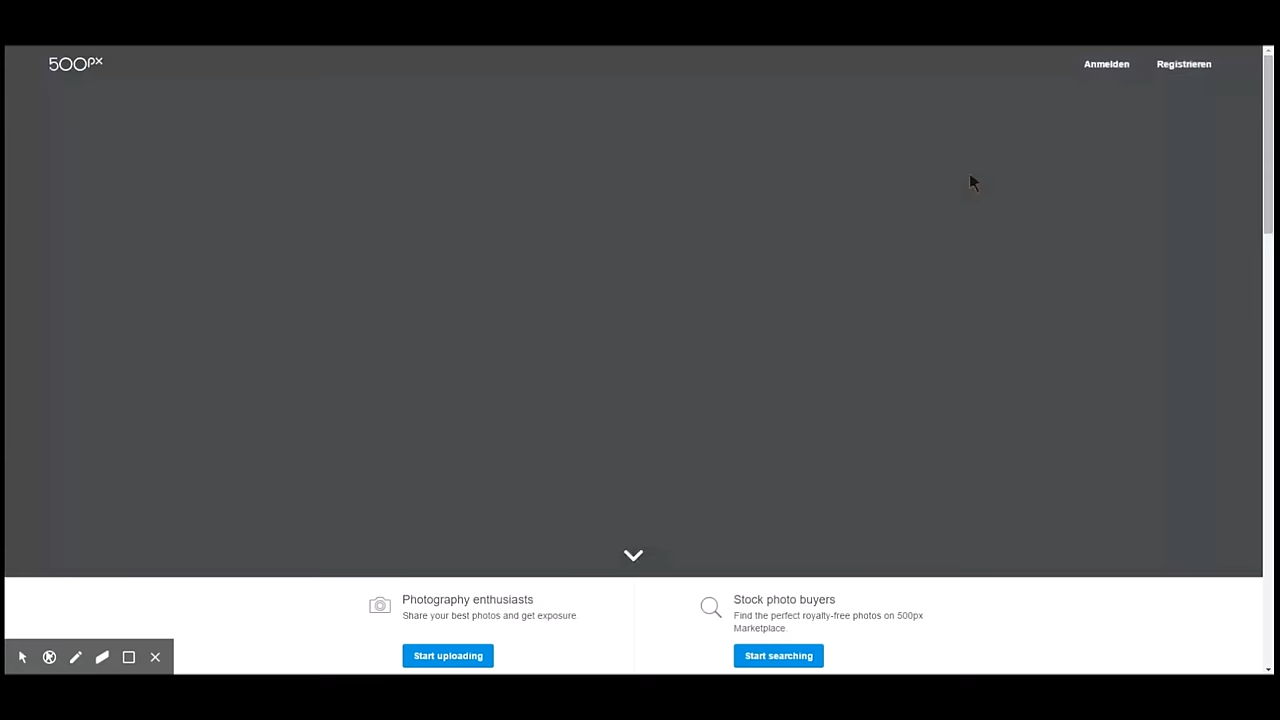 500px
Anmelden
Registrieren
Photography enthusiasts
Share your best photos and get exposure.
Start uploading
Stock photo buyers
Find the perfect royalty-free photos on 500px
Marketplace.
Start searching